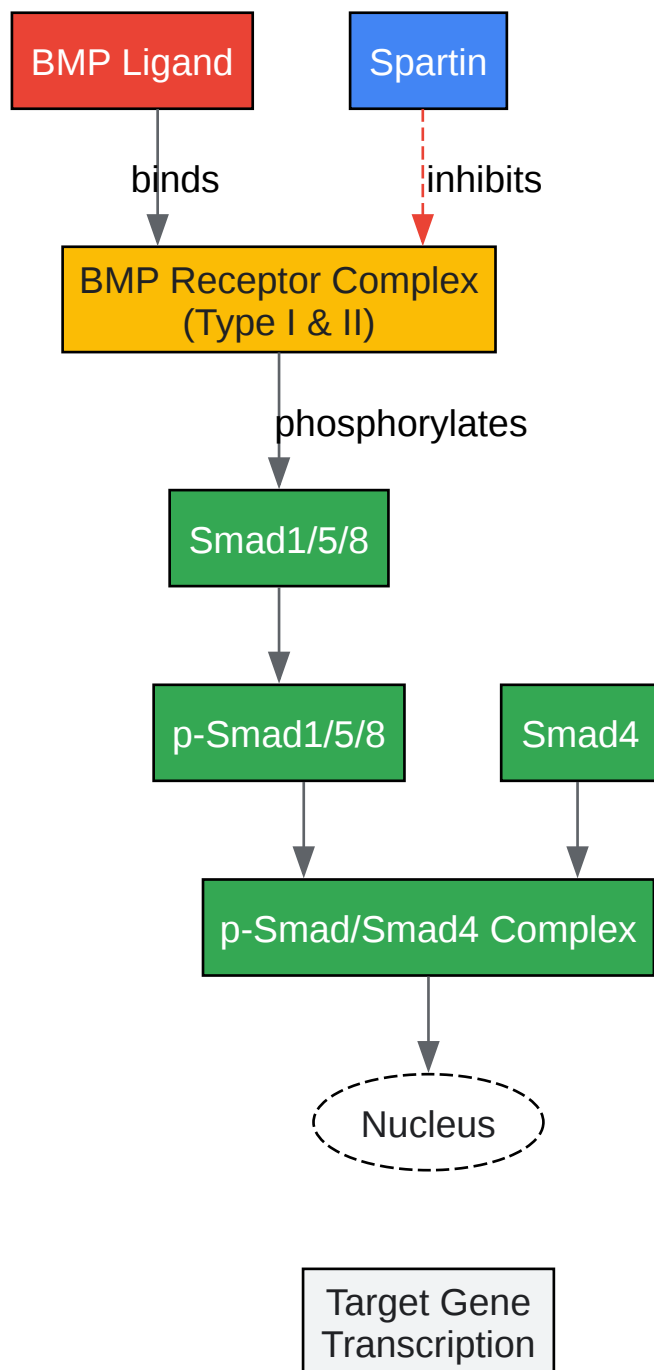 BMP Ligand
Spartin
binds
inhibits
BMP Receptor Complex
(Type I & II)
phosphorylates
Smad1/5/8
p-Smad1/5/8
Smad4
p-Smad/Smad4 Complex
Nucleus
Target Gene
Transcription